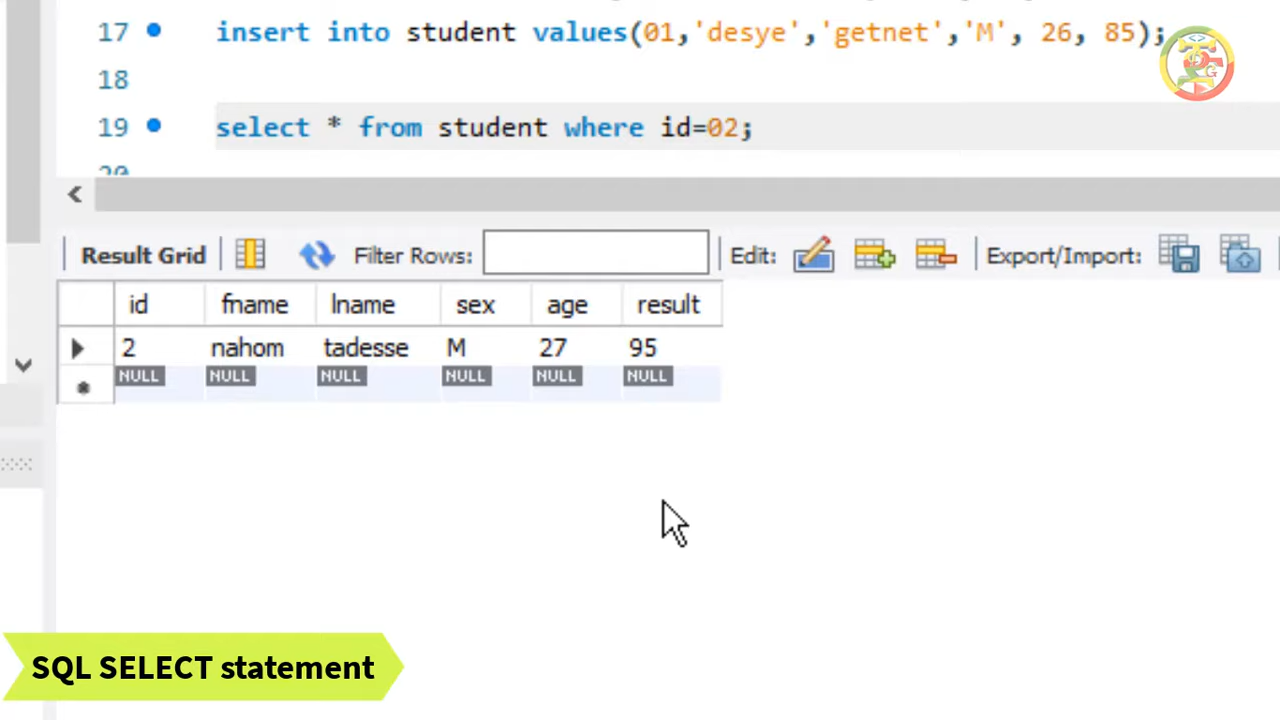 17 insert into student values(01,'desye','getnet','M', 26, 85);
18
19 select * from student where id=02;
20
Result Grid Filter Rows: Edit: Export/Import:
id fname lname sex age result
2 nahom tadesse M 27 95
NULL NULL NULL NULL NULL NULL
SQL SELECT statement